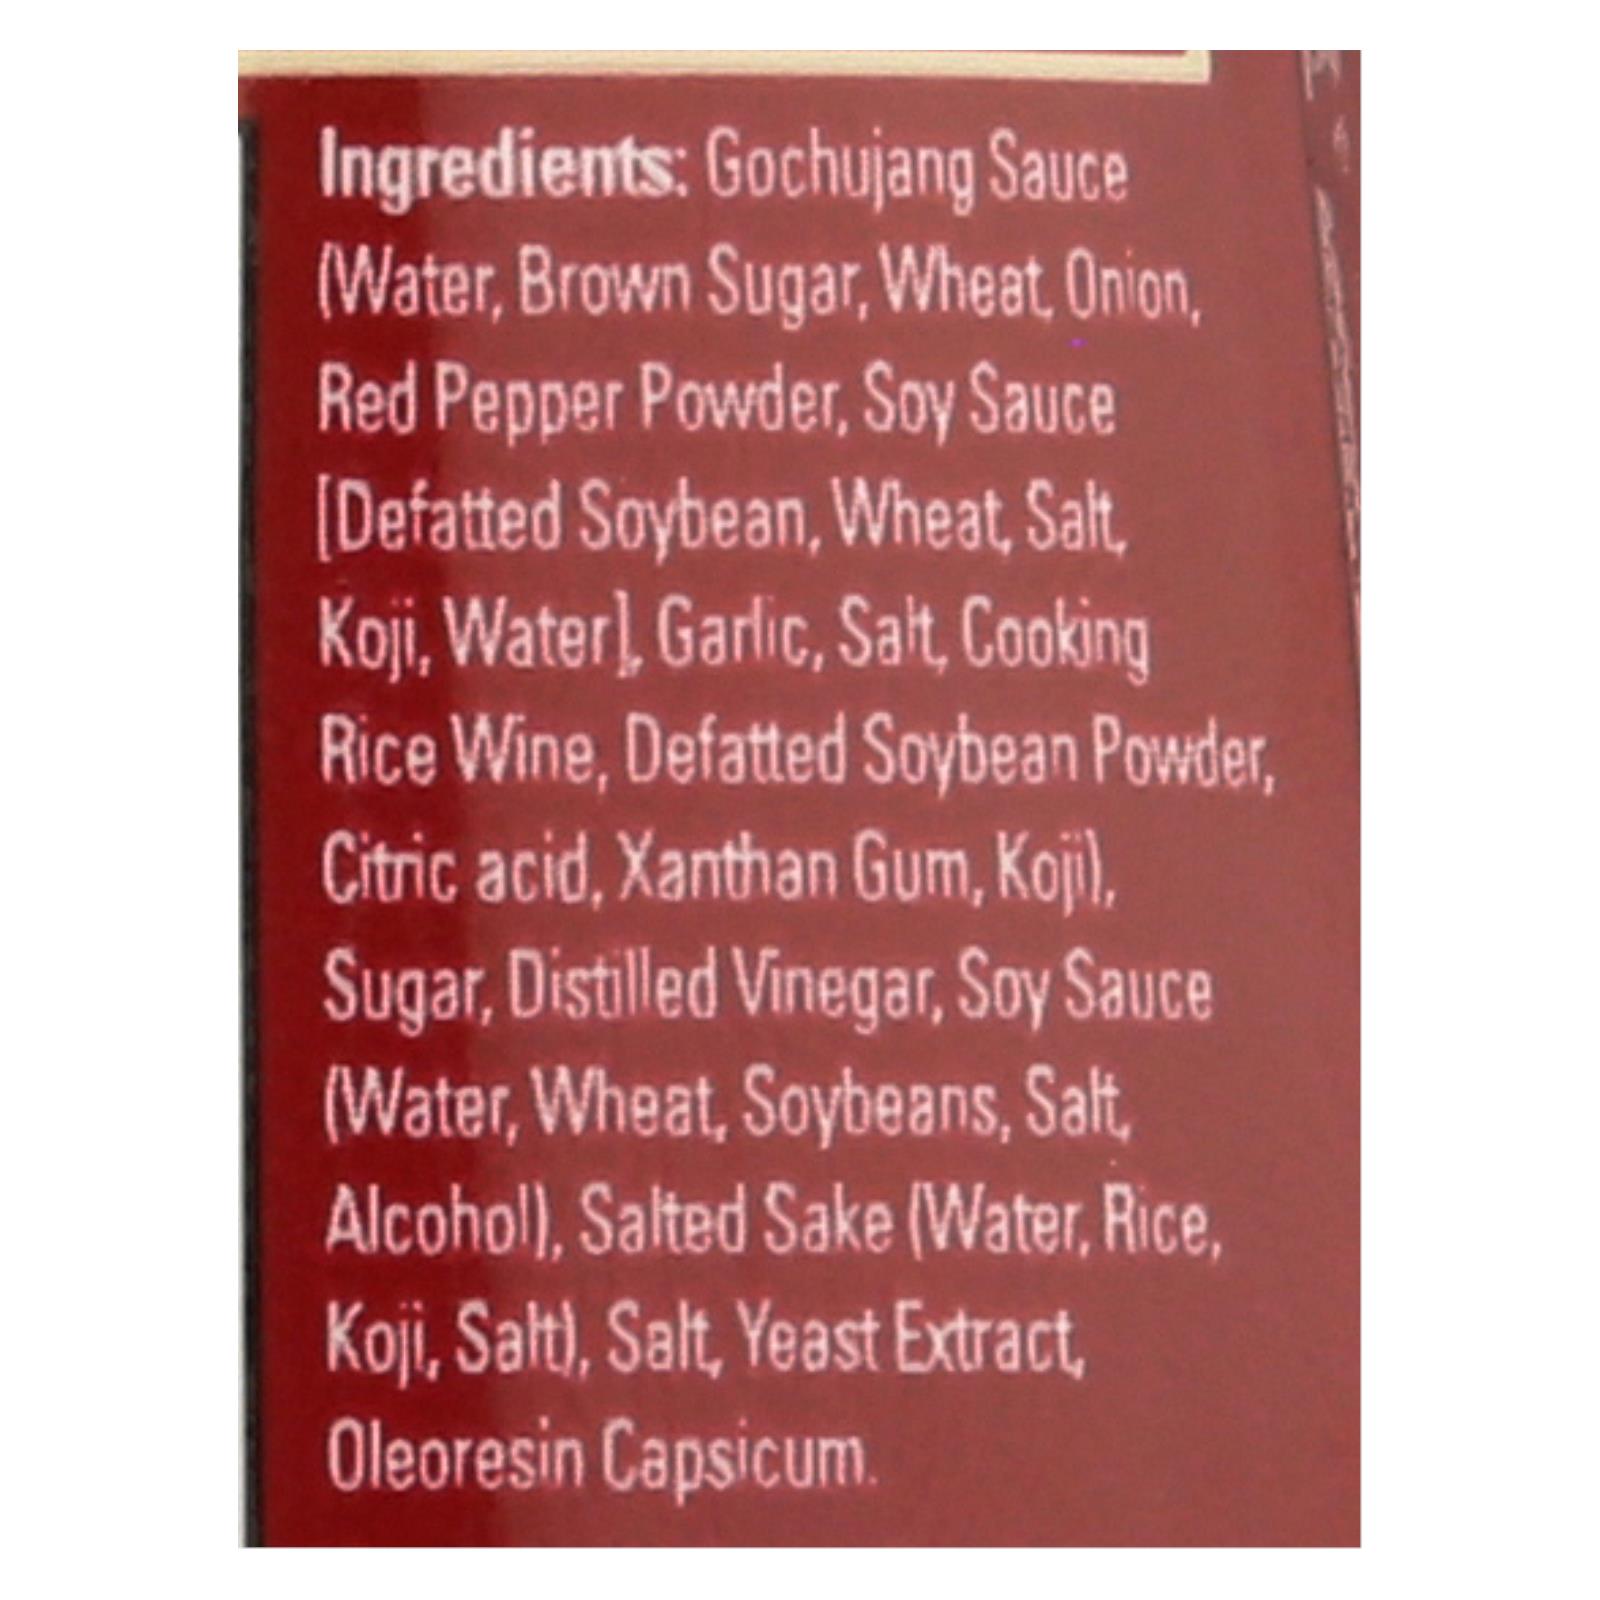 Ingredients: Gochujang Sauce
(Water, Brown Sugar, Wheat, Onion,
Red Pepper Powder, Soy Sauce
[Defatted Soybean, Wheat, Salt,
Koji, Water], Garlic, Salt, Cooking
Rice Wine, Defatted Soybean Powder,
Citric acid, Xanthan Gum, Koji),
Sugar, Distilled Vinegar, Soy Sauce
(Water, Wheat, Soybeans, Salt,
Alcohol), Salted Sake (Water, Rice,
Koji, Salt), Salt, Yeast Extract,
Oleoresin Capsicum.